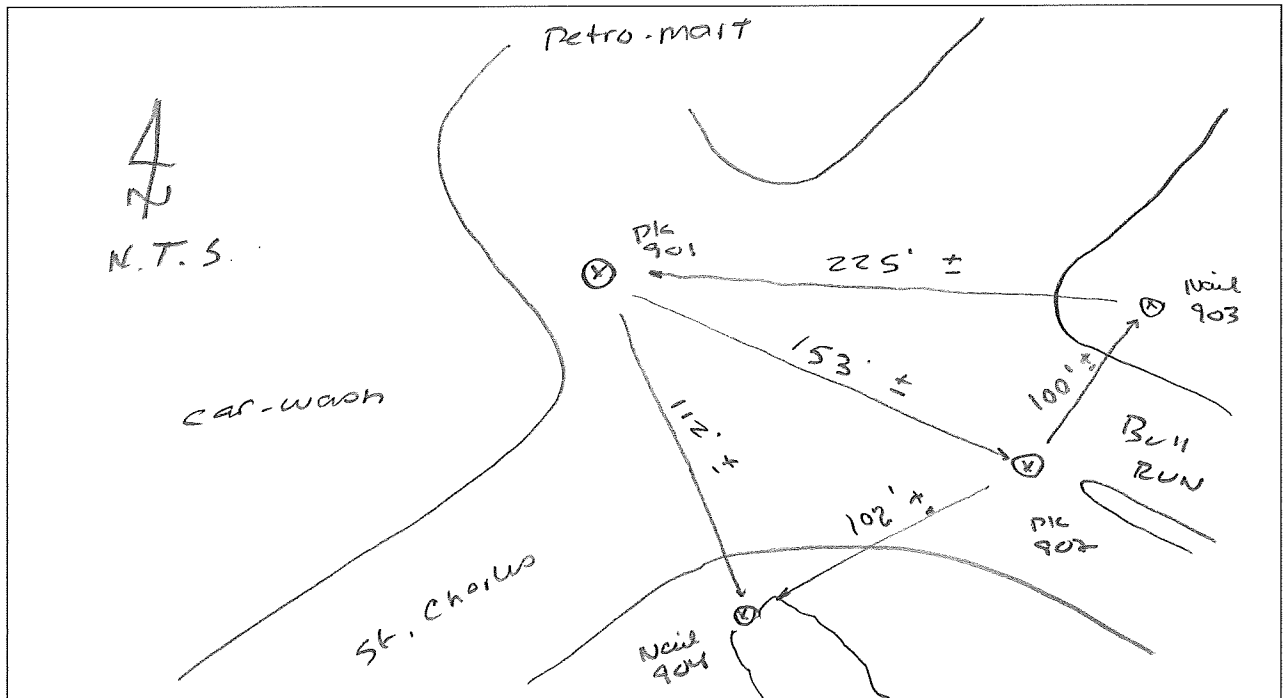 Petro-mart
N
N.T.S.
PK
901
225' ±
Nail
903
153' ±
100' ±
112' ±
car-wash
Bull
RUN
102' ±
PK
902
St. Charles
Nail
904